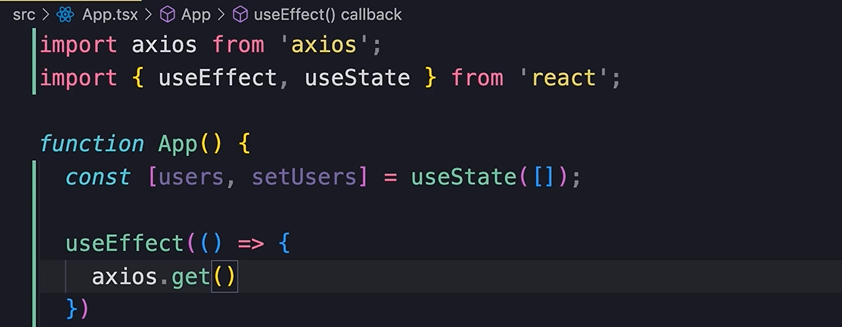 src > App.tsx > App > useEffect() callback
import axios from 'axios';
import { useEffect, useState } from 'react';
function App() {
const [users, setUsers] = useState([]);
useEffect(() => {
axios.get()
})